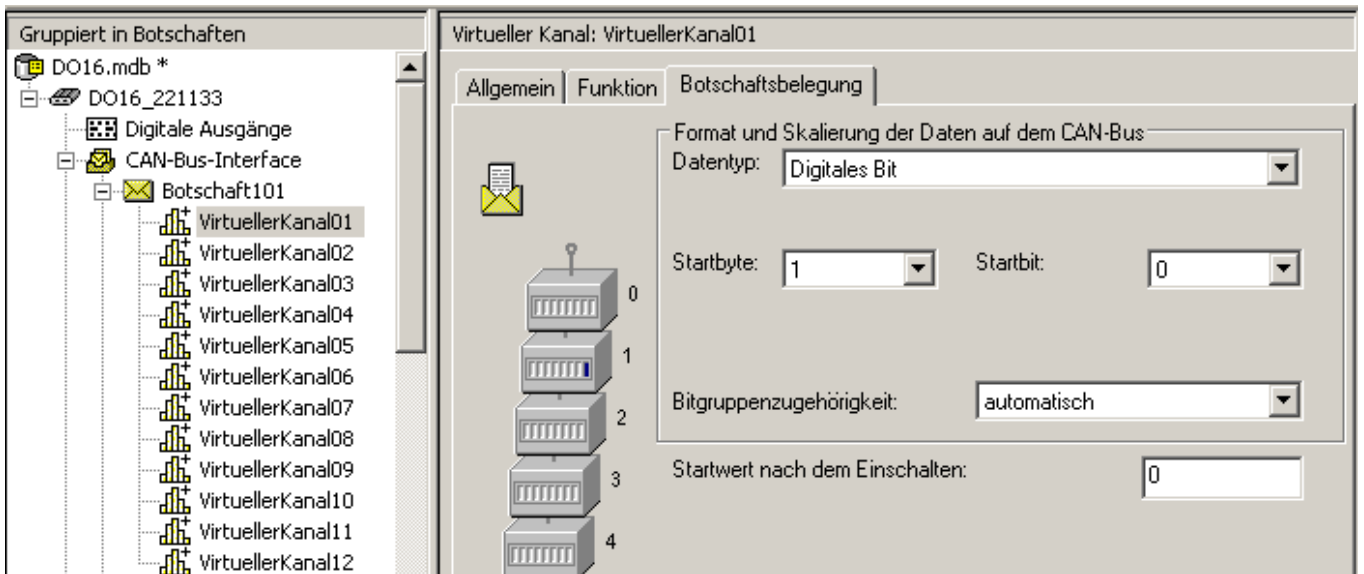 Gruppiert in Botschaften
DO16.mdb *
DO16_221133
Digitale Ausgänge
CAN-Bus-Interface
Botschaft101
VirtuellerKanal01
VirtuellerKanal02
VirtuellerKanal03
VirtuellerKanal04
VirtuellerKanal05
VirtuellerKanal06
VirtuellerKanal07
VirtuellerKanal08
VirtuellerKanal09
VirtuellerKanal10
VirtuellerKanal11
VirtuellerKanal12
Virtueller Kanal: VirtuellerKanal01
Allgemein Funktion Botschaftsbelegung
Format und Skalierung der Daten auf dem CAN-Bus
Datentyp: Digitales Bit
Startbyte: 1 Startbit: 0
Bitgruppenzugehörigkeit: automatisch
Startwert nach dem Einschalten: 0
0
1
2
3
4